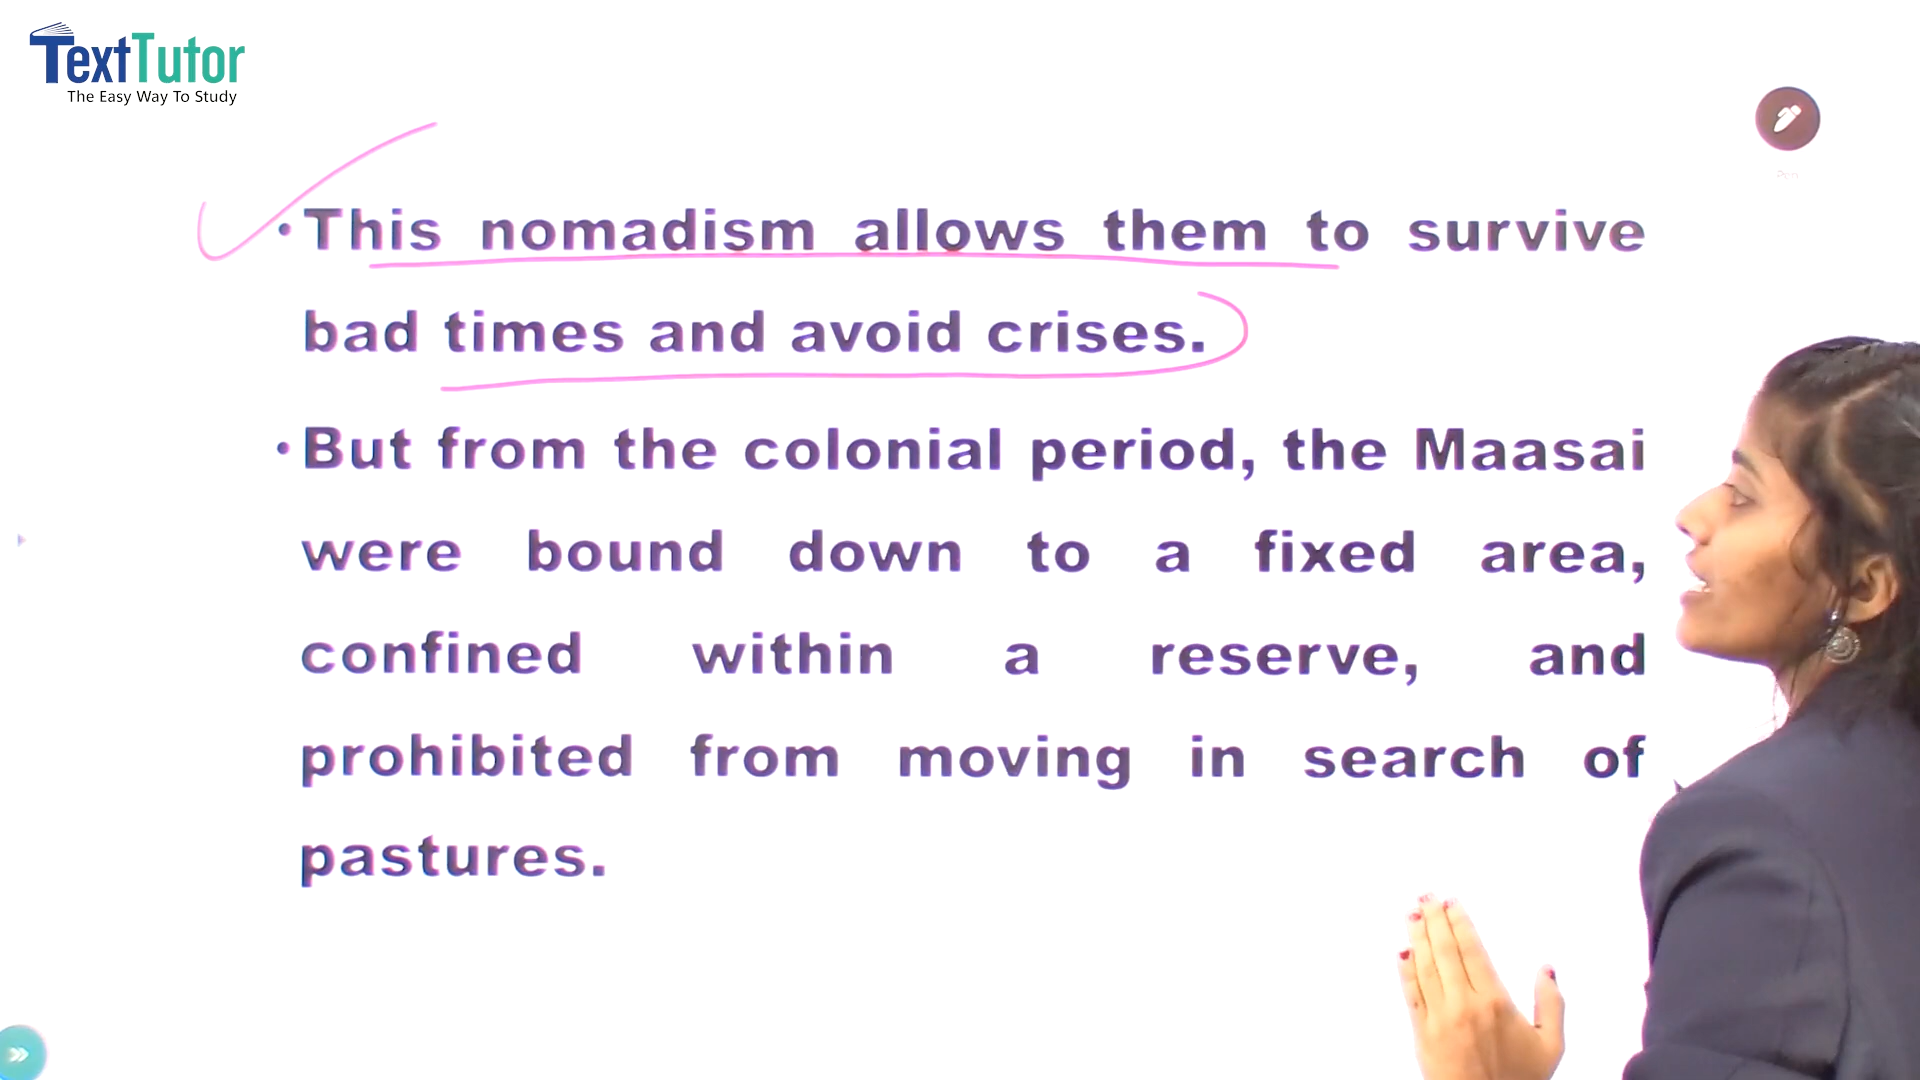 TextTutor
The Easy Way To Study
Pen
• This nomadism allows them to survive
bad times and avoid crises.
• But from the colonial period, the Maasai
were bound down to a fixed area,
confined within a reserve, and
prohibited from moving in search of
pastures.